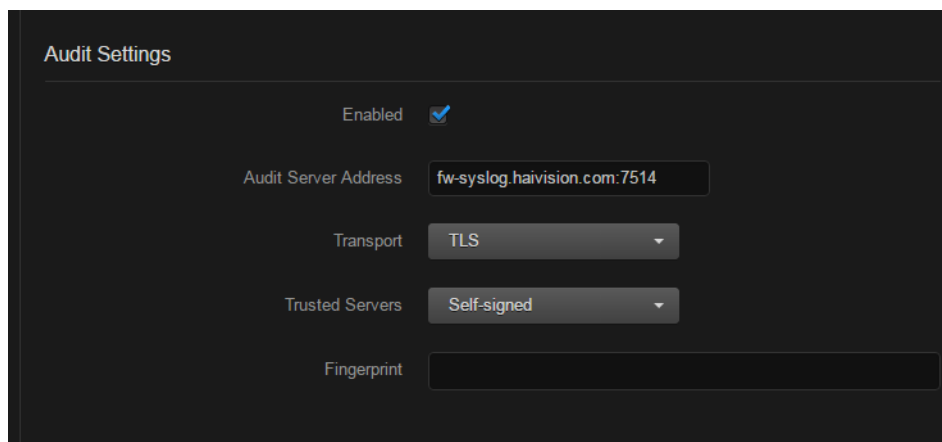 Audit Settings
Enabled
Audit Server Address fw-syslog.haivision.com:7514
Transport TLS
Trusted Servers Self-signed
Fingerprint